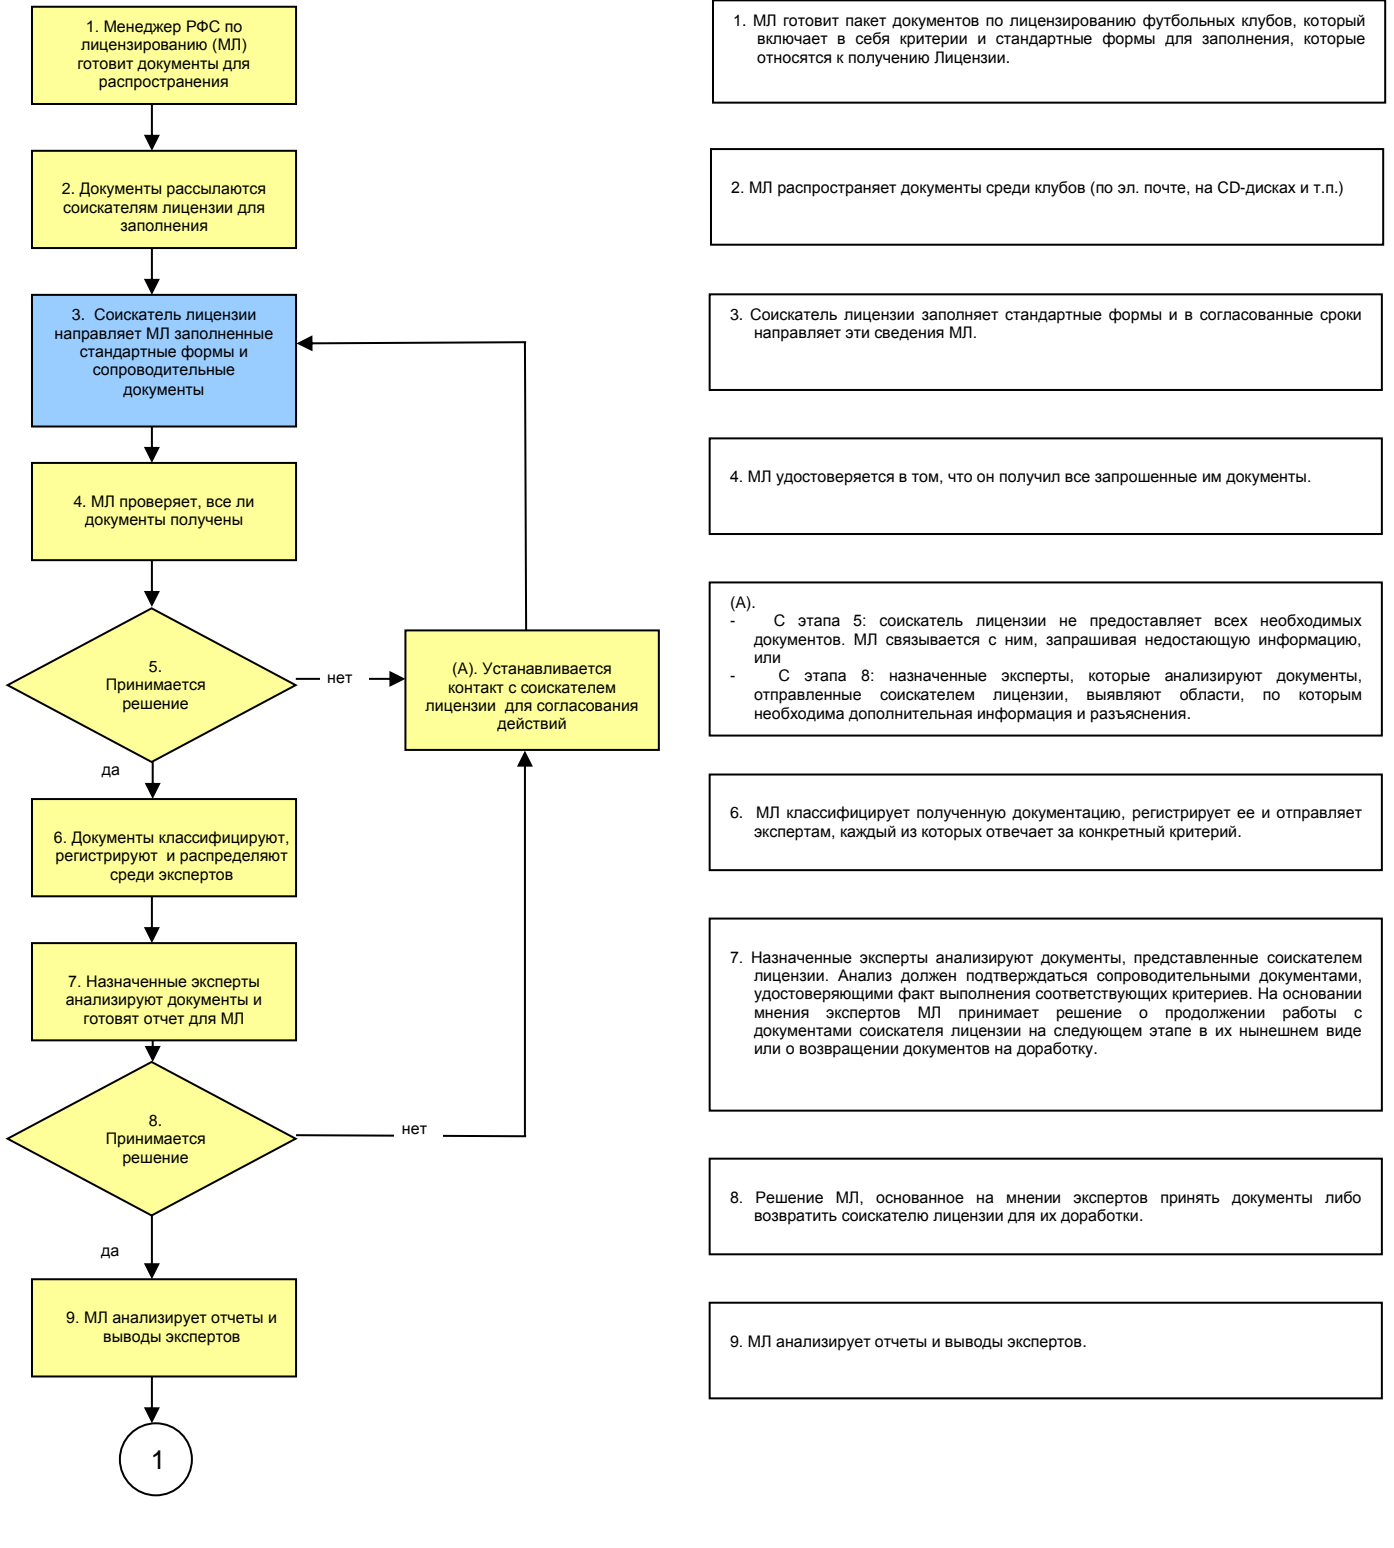 1. Менеджер РФС по
лицензированию (МЛ)
готовит документы для
распространения
1. МЛ готовит пакет документов по лицензированию футбольных клубов, который
включает в себя критерии и стандартные формы для заполнения, которые
относятся к получению Лицензии.
2. Документы рассылаются
соискателям лицензии для
заполнения
2. МЛ распространяет документы среди клубов (по эл. почте, на CD-дисках и т.п.)
3. Соискатель лицензии
направляет МЛ заполненные
стандартные формы и
сопроводительные
документы
3. Соискатель лицензии заполняет стандартные формы и в согласованные сроки
направляет эти сведения МЛ.
4. МЛ проверяет, все ли
документы получены
4. МЛ удостоверяется в том, что он получил все запрошенные им документы.
5.
Принимается
решение
нет
да
(А). Устанавливается
контакт с соискателем
лицензии для согласования
действий
(А).
- С этапа 5: соискатель лицензии не предоставляет всех необходимых
документов. МЛ связывается с ним, запрашивая недостающую информацию,
или
- С этапа 8: назначенные эксперты, которые анализируют документы,
отправленные соискателем лицензии, выявляют области, по которым
необходима дополнительная информация и разъяснения.
6. Документы классифицируют,
регистрируют и распределяют
среди экспертов
6. МЛ классифицирует полученную документацию, регистрирует ее и отправляет
экспертам, каждый из которых отвечает за конкретный критерий.
7. Назначенные эксперты
анализируют документы и
готовят отчет для МЛ
7. Назначенные эксперты анализируют документы, представленные соискателем
лицензии. Анализ должен подтверждаться сопроводительными документами,
удостоверяющими факт выполнения соответствующих критериев. На основании
мнения экспертов МЛ принимает решение о продолжении работы с
документами соискателя лицензии на следующем этапе в их нынешнем виде
или о возвращении документов на доработку.
8.
Принимается
решение
нет
да
8. Решение МЛ, основанное на мнении экспертов принять документы либо
возвратить соискателю лицензии для их доработки.
9. МЛ анализирует отчеты и
выводы экспертов
9. МЛ анализирует отчеты и выводы экспертов.
1